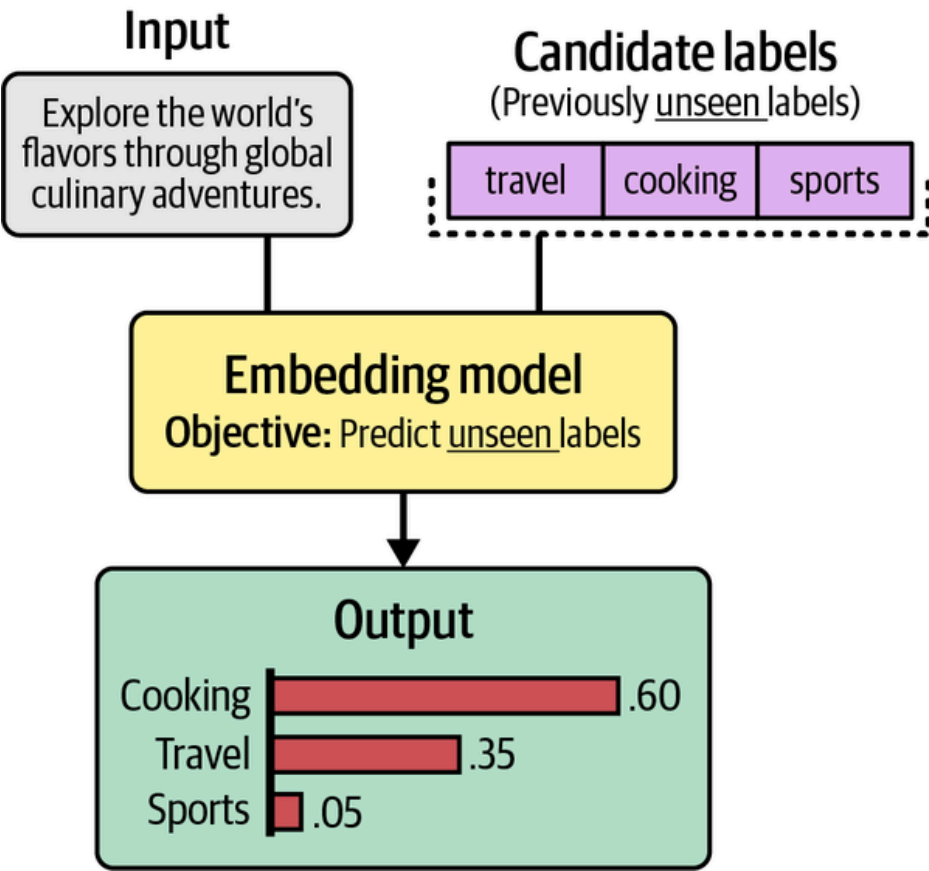 Input
Explore the world's
flavors through global
culinary adventures.
Candidate labels
(Previously unseen labels)
travel
cooking
sports
Embedding model
Objective: Predict unseen labels
Output
Cooking .60
Travel .35
Sports .05